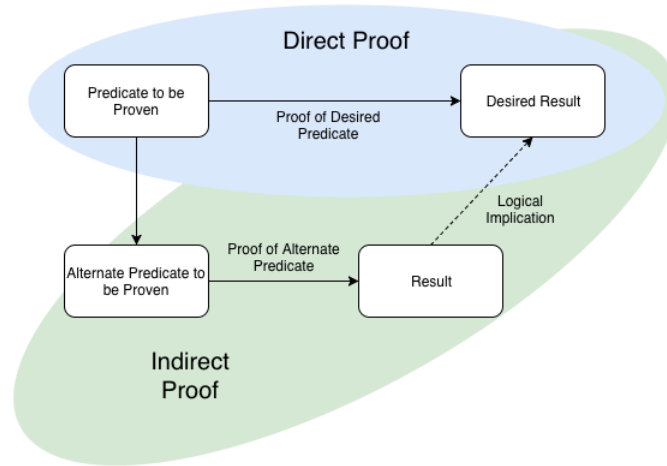 Direct Proof
Predicate to be
Proven
Proof of Desired
Predicate
Desired Result
Logical
Implication
Alternate Predicate to
be Proven
Proof of Alternate
Predicate
Result
Indirect
Proof